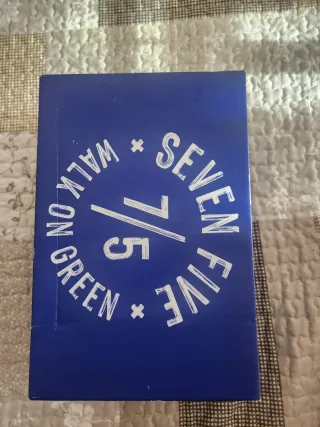 SEVEN FIVE
7/5
WALK ON GREEN